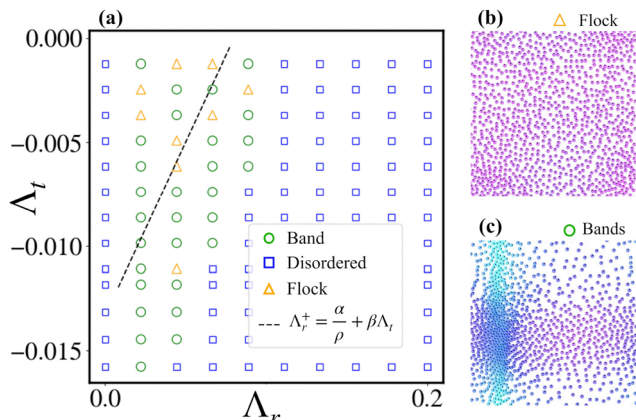 (a)
0.000
−0.005
−0.010
−0.015
Λt
Band
Disordered
Flock
Λr+ = α/ρ + βΛt
0.0
Λr
0.2
(b)
Flock
(c)
Bands